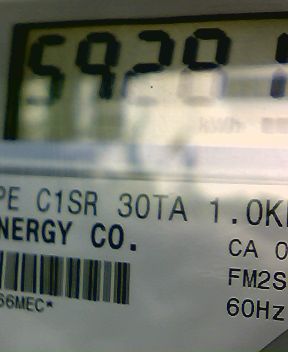 5928
kWh
PE C1SR 30TA 1.0K
NERGY CO.
CA 0
FM2S
66MEC*
60Hz